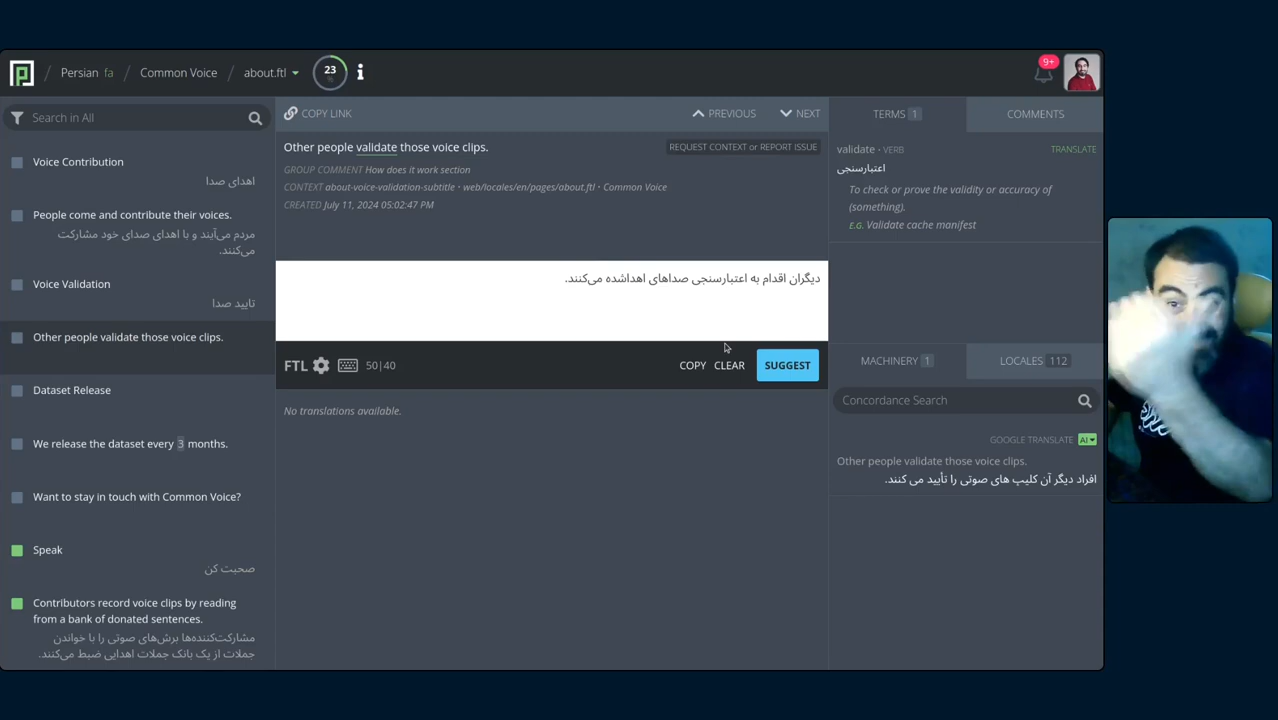 Persian fa / Common Voice / about.ftl
23
%
9+
Search in All
Voice Contribution
اهدای صدا
People come and contribute their voices.
مردم می‌آیند و با اهدای صدای خود مشارکت
می‌کنند.
Voice Validation
تایید صدا
Other people validate those voice clips.
Dataset Release
We release the dataset every 3 months.
Want to stay in touch with Common Voice?
Speak
صحبت کن
Contributors record voice clips by reading
from a bank of donated sentences.
مشارکت‌کننده‌ها برش‌های صوتی را با خواندن
جملات از یک بانک جملات اهدایی ضبط می‌کنند.
COPY LINK
PREVIOUS
NEXT
Other people validate those voice clips.
REQUEST CONTEXT or REPORT ISSUE
GROUP COMMENT How does it work section
CONTEXT about-voice-validation-subtitle • web/locales/en/pages/about.ftl • Common Voice
CREATED July 11, 2024 05:02:47 PM
دیگران اقدام به اعتبارسنجی صداهای اهداشده می‌کنند.
FTL
50|40
COPY
CLEAR
SUGGEST
No translations available.
TERMS 1
COMMENTS
validate • VERB
TRANSLATE
اعتبارسنجی
To check or prove the validity or accuracy of
(something).
E.G. Validate cache manifest
MACHINERY 1
LOCALES 112
Concordance Search
GOOGLE TRANSLATE AI
Other people validate those voice clips.
افراد دیگر آن کلیپ های صوتی را تأیید می کنند.